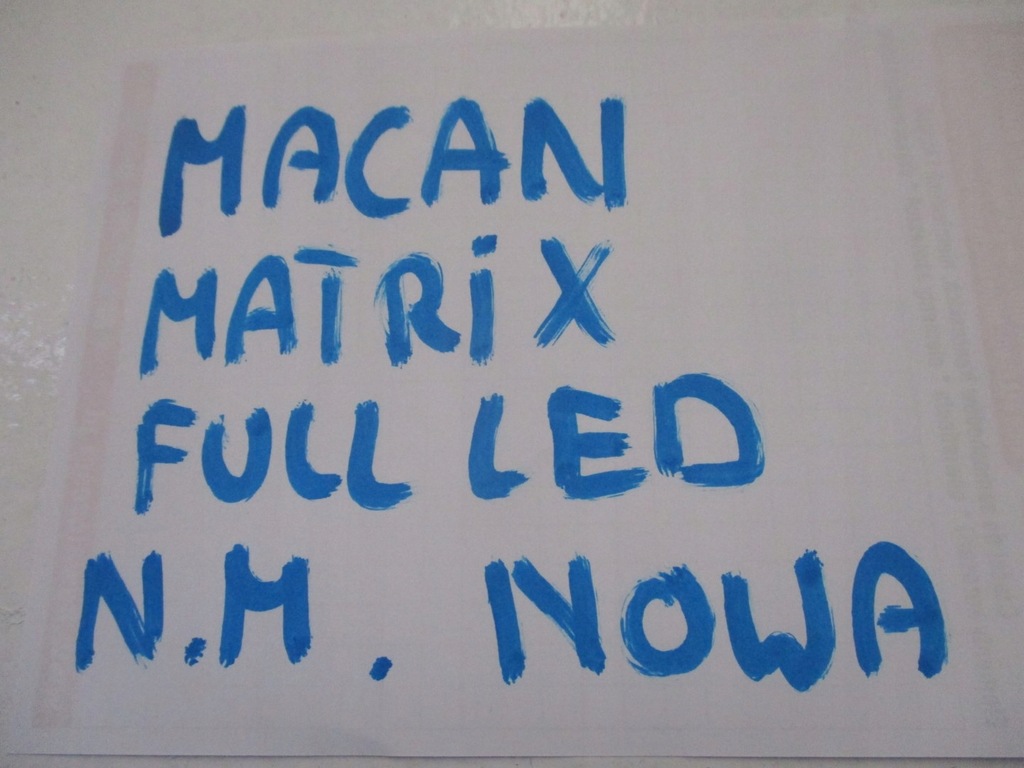 MACAN
MATRiX
FULL LED
N.M. NOWA